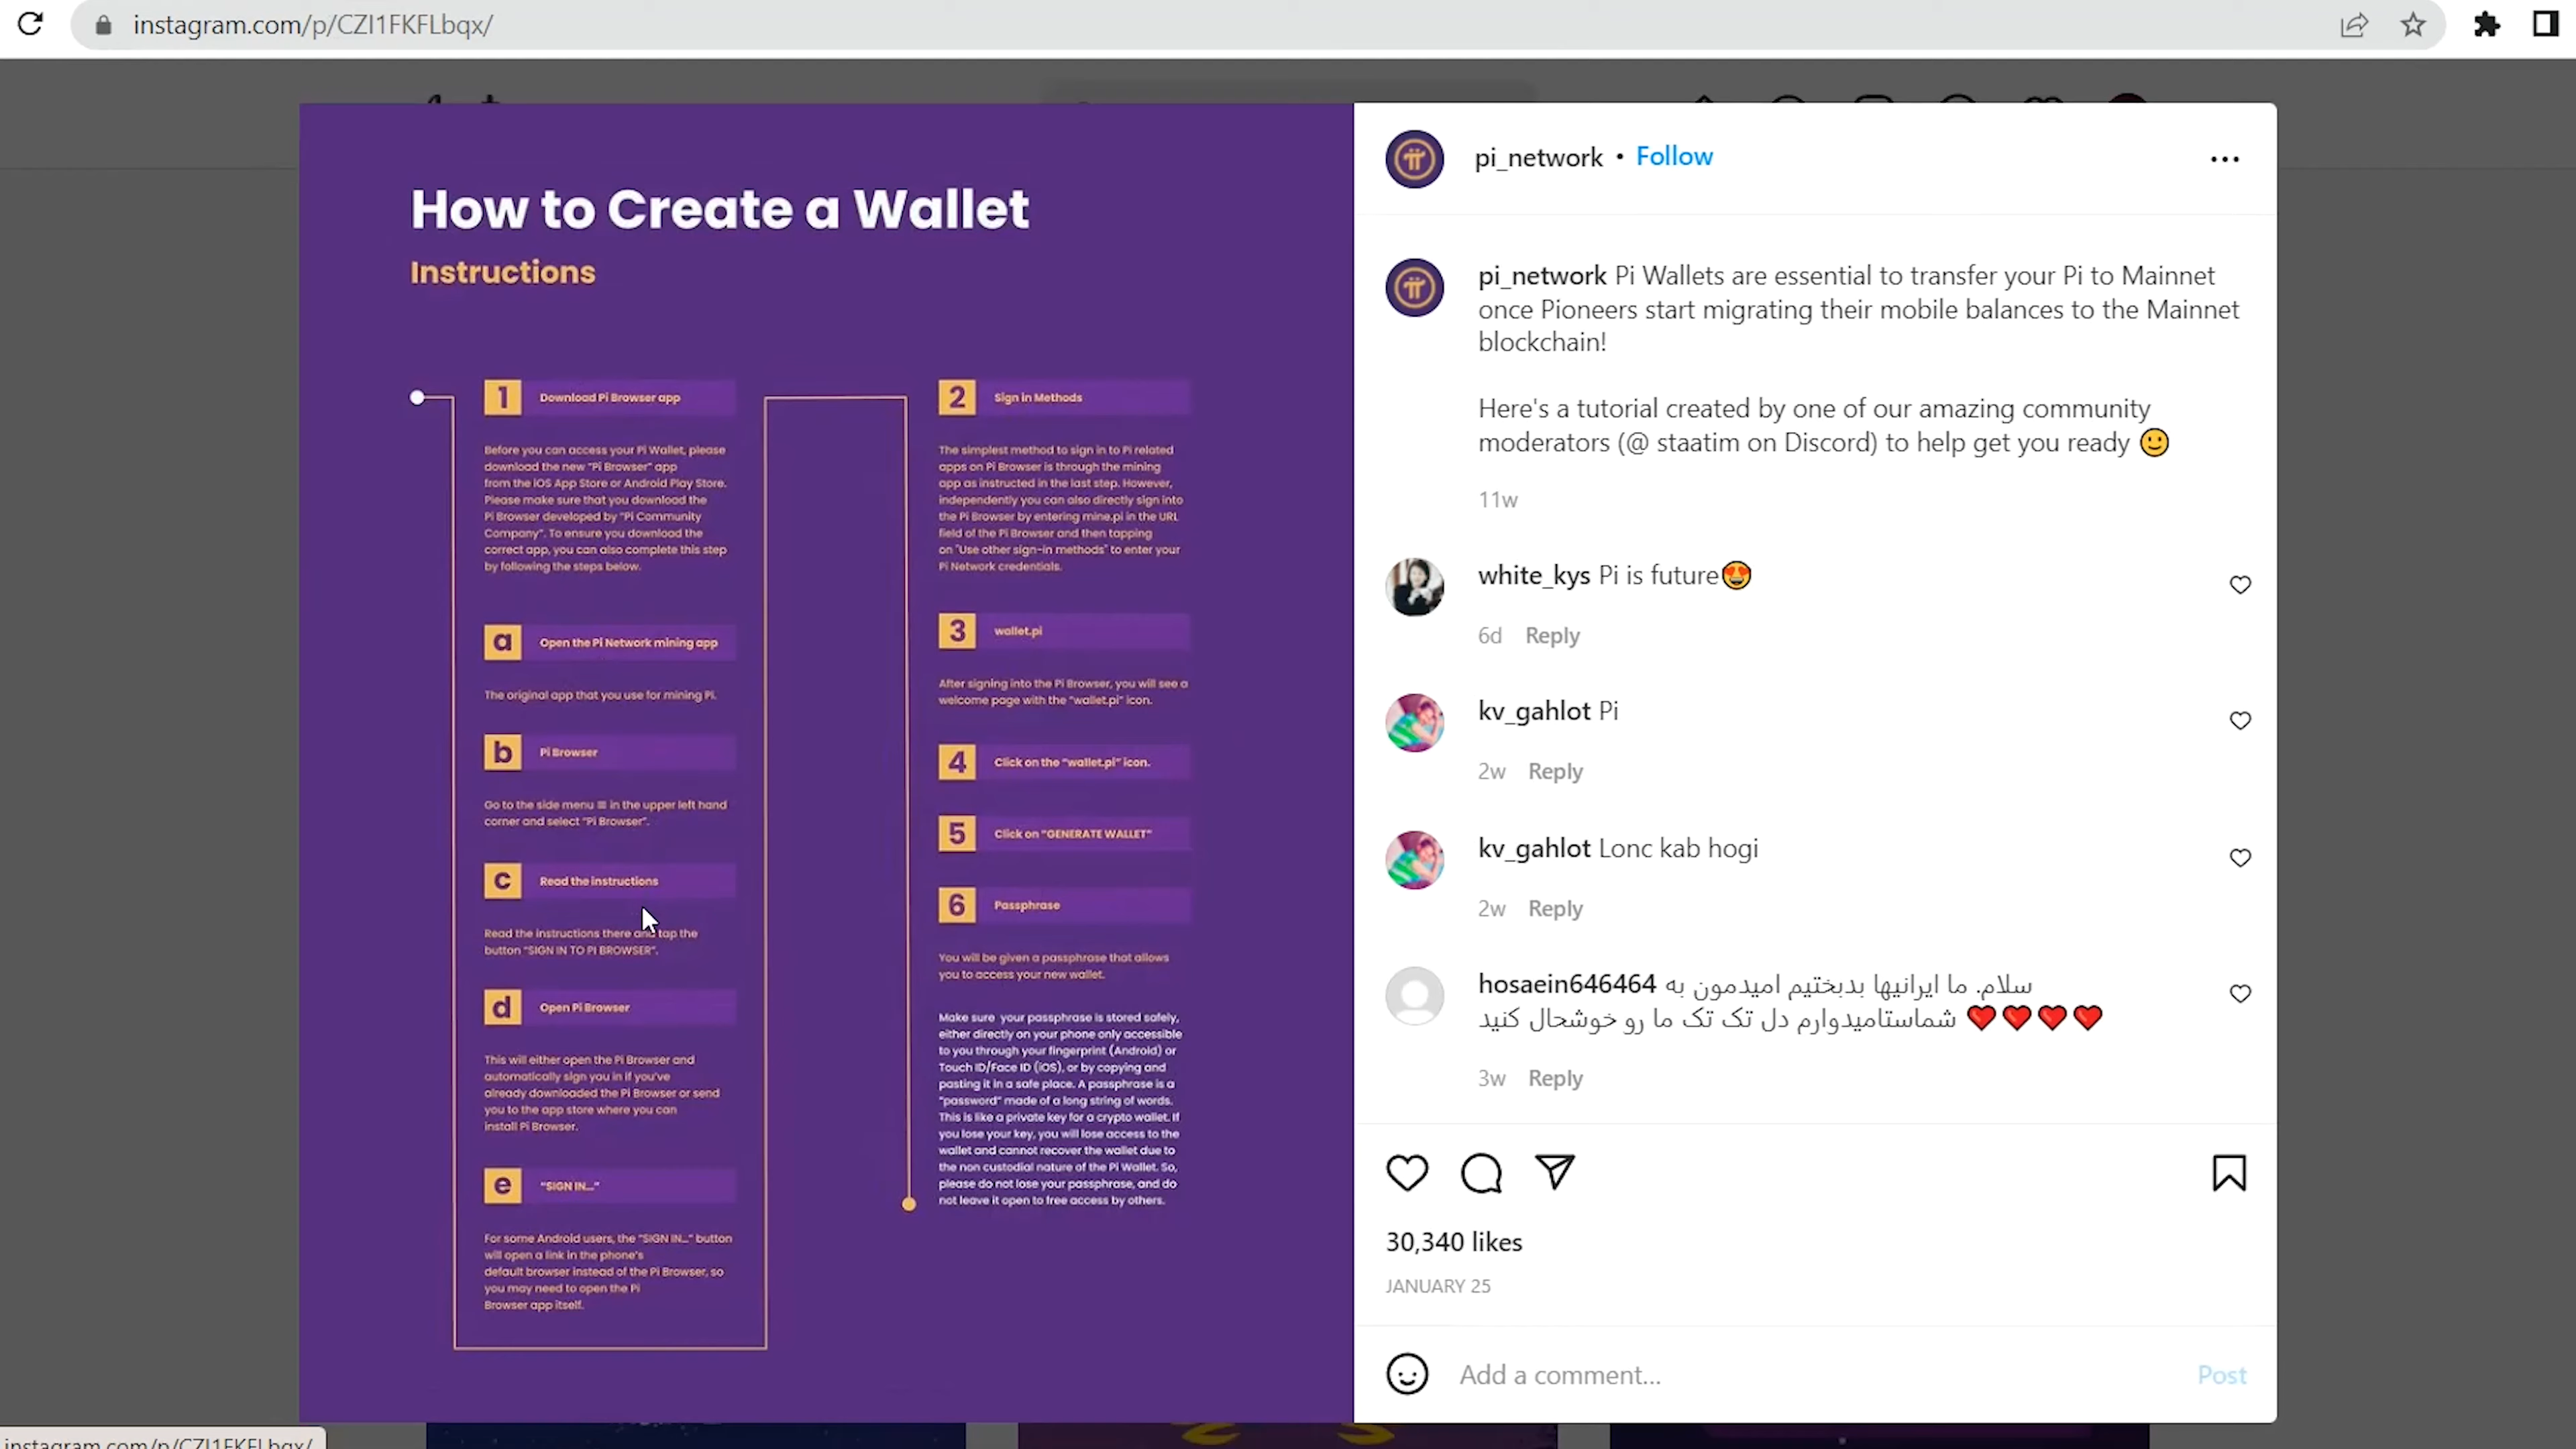 instagram.com/p/CZI1FKFLbqx/
How to Create a Wallet
Instructions
1 Download Pi Browser app
Before you can access your Pi Wallet, please
download the new "Pi Browser" app
from the iOS App Store or Android Play Store.
Please make sure that you download the
Pi Browser developed by "Pi Community
Company". To ensure you download the
correct app, you can also complete this step
by following the steps below.
a Open the Pi Network mining app
The original app that you use for mining Pi.
b Pi Browser
Go to the side menu ≡ in the upper left hand
corner and select "Pi Browser".
c Read the instructions
Read the instructions there and tap the
button "SIGN IN TO PI BROWSER".
d Open Pi Browser
This will either open the Pi Browser and
automatically sign you in if you've
already downloaded the Pi Browser or send
you to the app store where you can
install Pi Browser.
e "SIGN IN..."
For some Android users, the "SIGN IN..." button
will open a link in the phone's
default browser instead of the Pi Browser, so
you may need to open the Pi
Browser app itself.
2 Sign in Methods
The simplest method to sign in to Pi related
apps on Pi Browser is through the mining
app as instructed in the last step. However,
independently you can also directly sign into
the Pi Browser by entering mine.pi in the URL
field of the Pi Browser and then tapping
on "Use other sign-in methods" to enter your
Pi Network credentials.
3 wallet.pi
After signing into the Pi Browser, you will see a
welcome page with the "wallet.pi" icon.
4 Click on the "wallet.pi" icon.
5 Click on "GENERATE WALLET"
6 Passphrase
You will be given a passphrase that allows
you to access your new wallet.
Make sure your passphrase is stored safely,
either directly on your phone only accessible
to you through your fingerprint (Android) or
Touch ID/Face ID (iOS), or by copying and
pasting it in a safe place. A passphrase is a
"password" made of a long string of words.
This is like a private key for a crypto wallet. If
you lose your key, you will lose access to the
wallet and cannot recover the wallet due to
the non custodial nature of the Pi Wallet. So,
please do not lose your passphrase, and do
not leave it open to free access by others.
pi_network • Follow
pi_network Pi Wallets are essential to transfer your Pi to Mainnet
once Pioneers start migrating their mobile balances to the Mainnet
blockchain!
Here's a tutorial created by one of our amazing community
moderators (@ staatim on Discord) to help get you ready 🙂
11w
white_kys Pi is future😍
6d Reply
kv_gahlot Pi
2w Reply
kv_gahlot Lonc kab hogi
2w Reply
hosaein646464 سلام. ما ایرانیها بدبختیم امیدمون به
شماستامیدوارم دل تک تک ما رو خوشحال کنید ❤️❤️❤️❤️
3w Reply
30,340 likes
JANUARY 25
Add a comment...
Post
instagram.com/p/CZI1FKFLbqx/